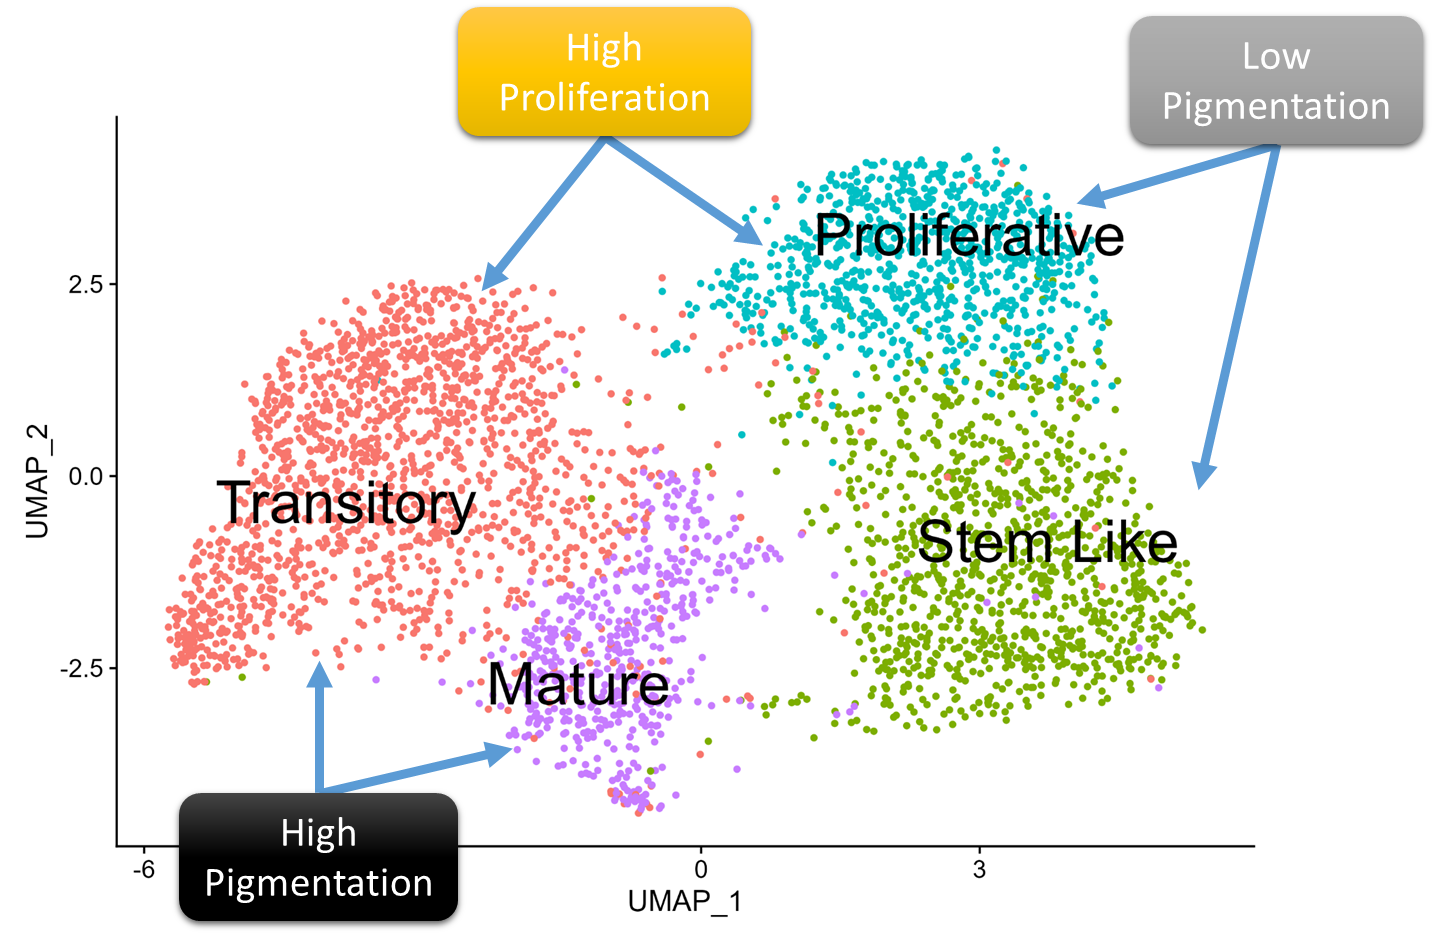 High
Proliferation
Low
Pigmentation
Proliferative
2.5
UMAP_2
0.0
Transitory
Stem Like
-2.5
Mature
High
Pigmentation
-6
0
3
UMAP_1